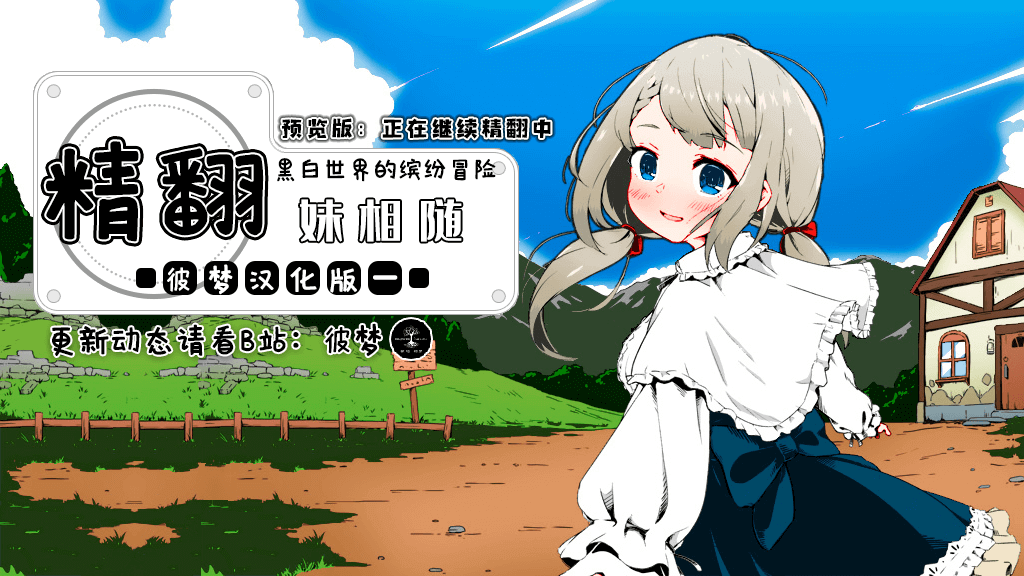 预览版：正在继续精翻中
精翻
黑白世界的缤纷冒险
妹相随
彼梦汉化版一
更新动态请看B站：彼梦